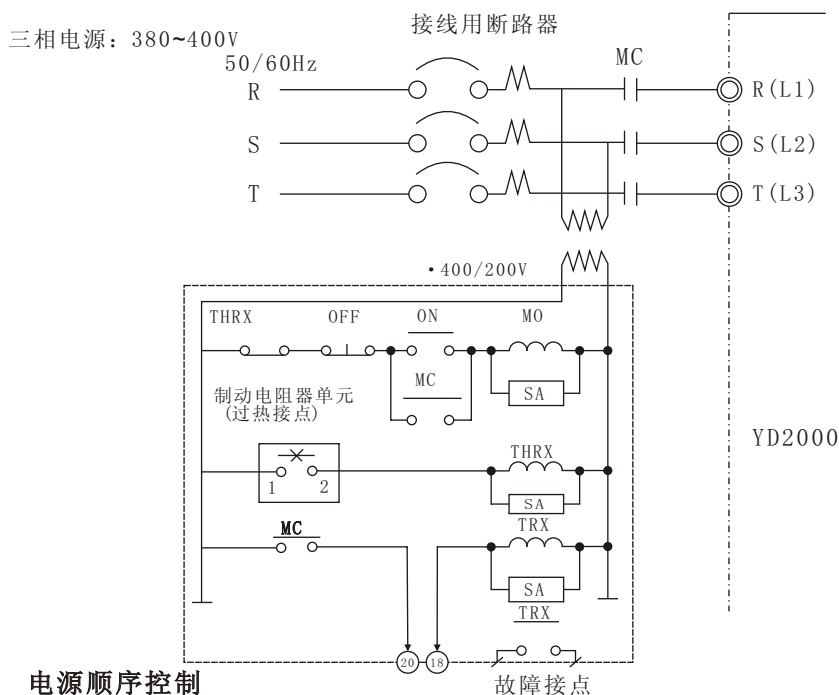 接线用断路器
三相电源：380~400V
50/60Hz
MC
R
R(L1)
S
S(L2)
T
T(L3)
•400/200V
THRX
OFF
ON
MO
MC
SA
制动电阻器单元
(过热接点)
YD2000
THRX
1
2
SA
MC
TRX
SA
TRX
20
18
电源顺序控制
故障接点